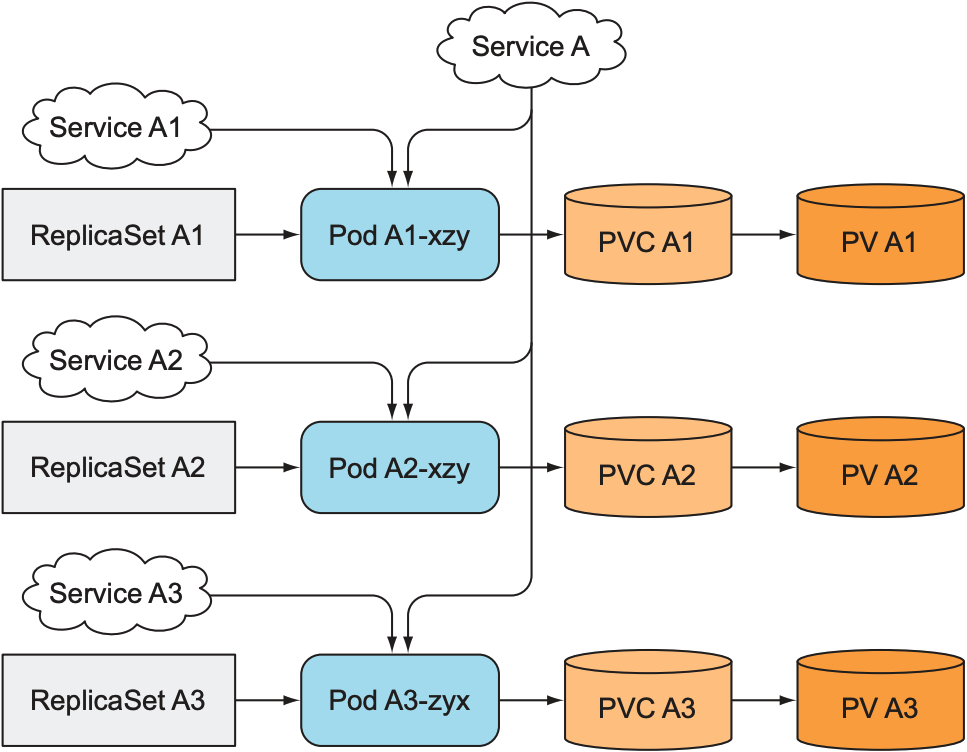 Service A
Service A1
ReplicaSet A1
Pod A1-xzy
PVC A1
PV A1
Service A2
ReplicaSet A2
Pod A2-xzy
PVC A2
PV A2
Service A3
ReplicaSet A3
Pod A3-zyx
PVC A3
PV A3